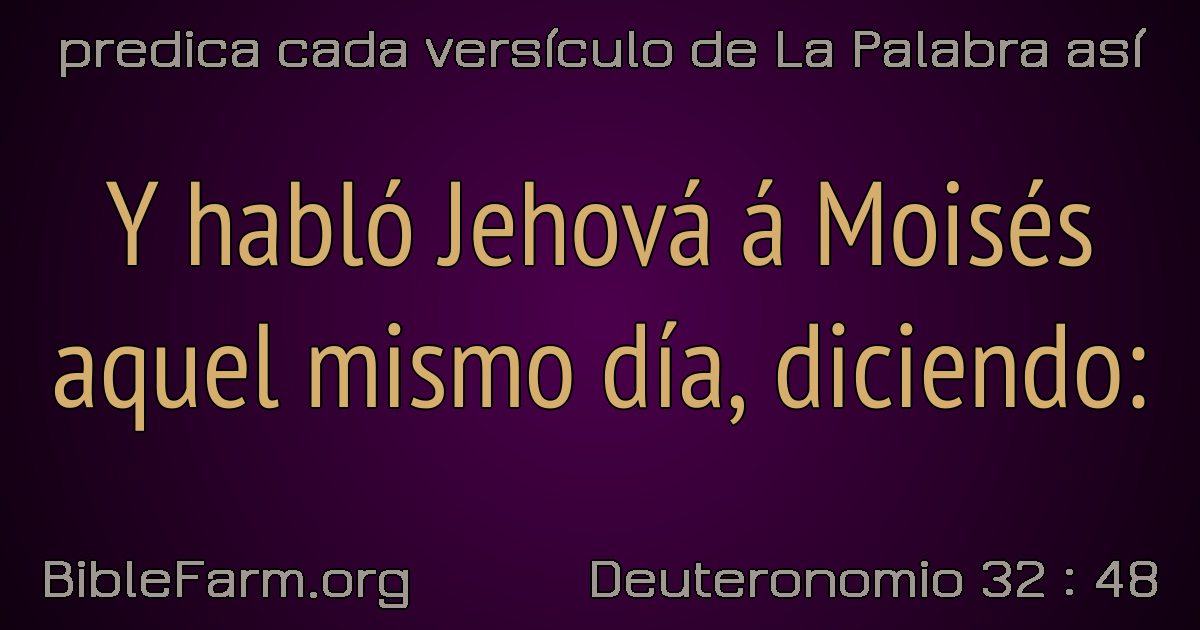 predica cada versículo de La Palabra así
Y habló Jehová á Moisés
aquel mismo día, diciendo:
BibleFarm.org
Deuteronomio 32 : 48